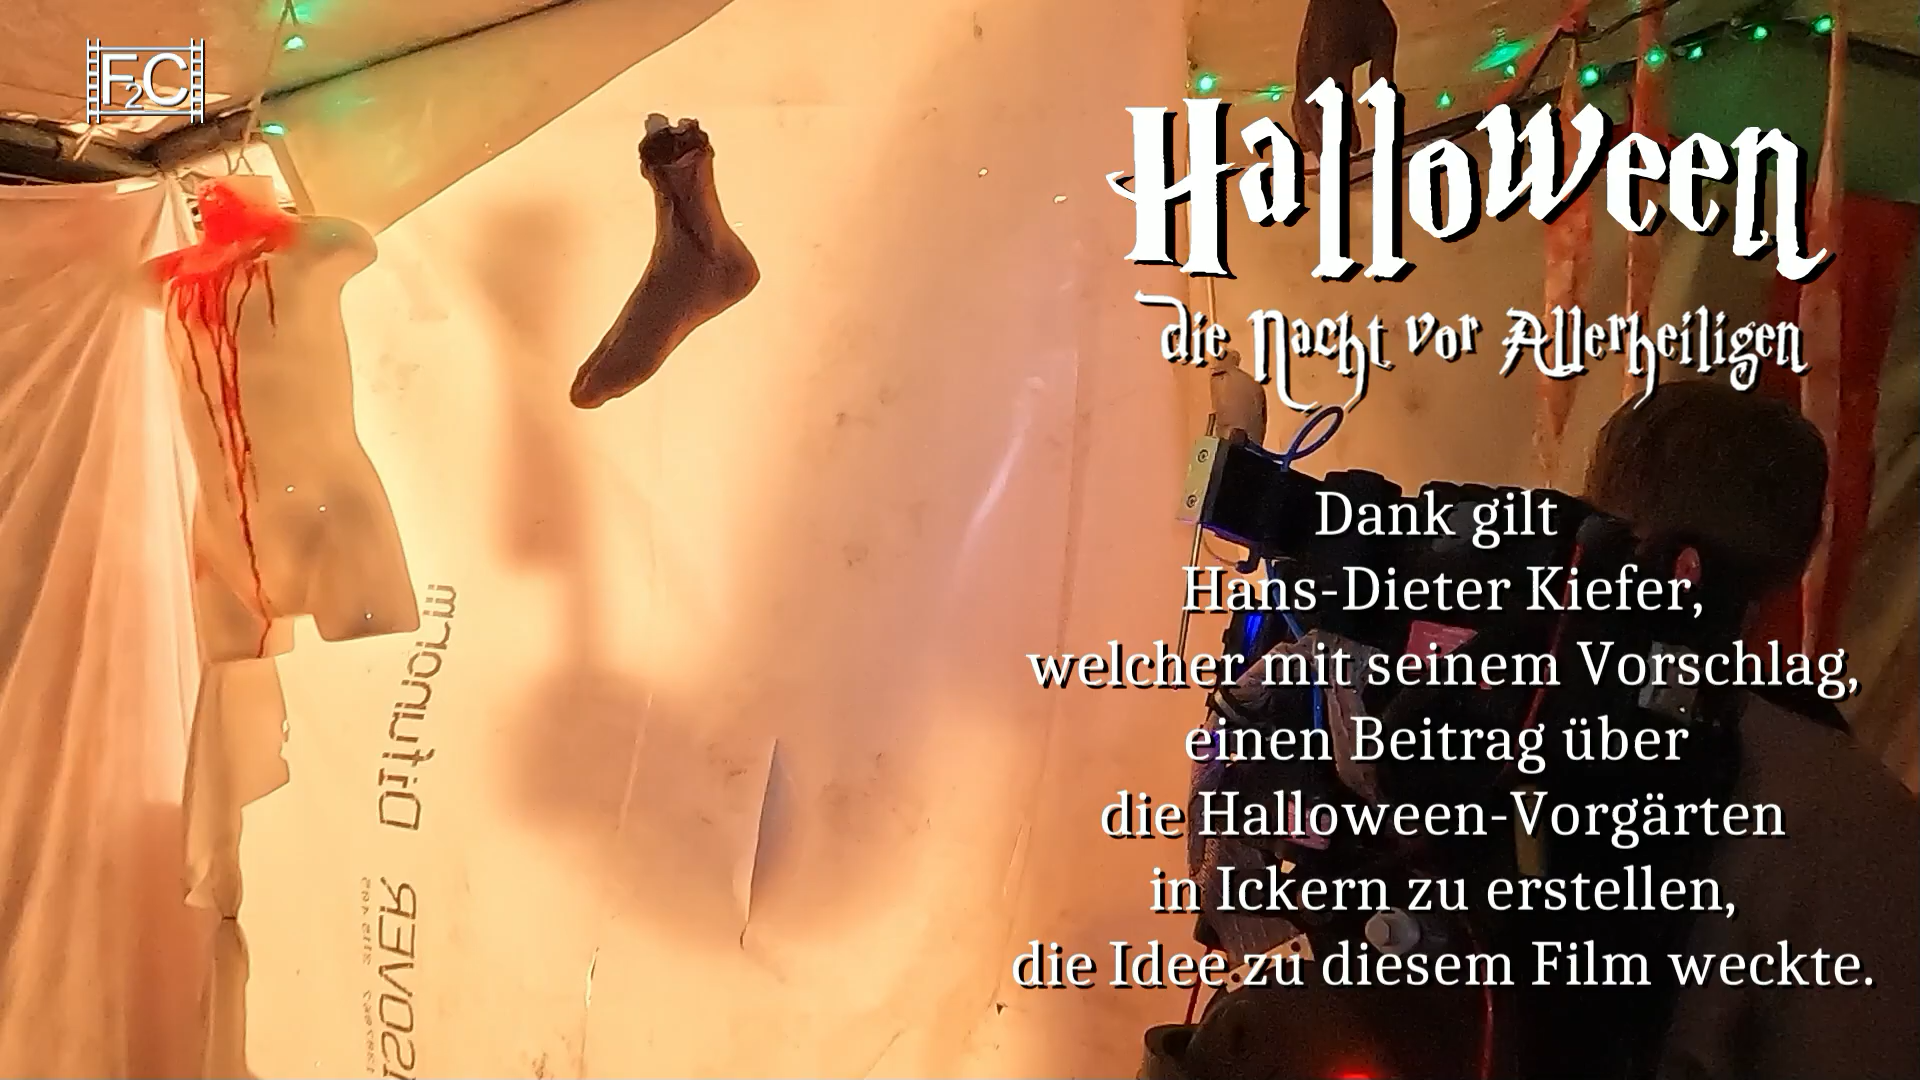 F2C
Halloween
die Nacht vor Allerheiligen
Dank gilt
Hans-Dieter Kiefer,
welcher mit seinem Vorschlag,
einen Beitrag über
die Halloween-Vorgärten
in Ickern zu erstellen,
die Idee zu diesem Film weckte.